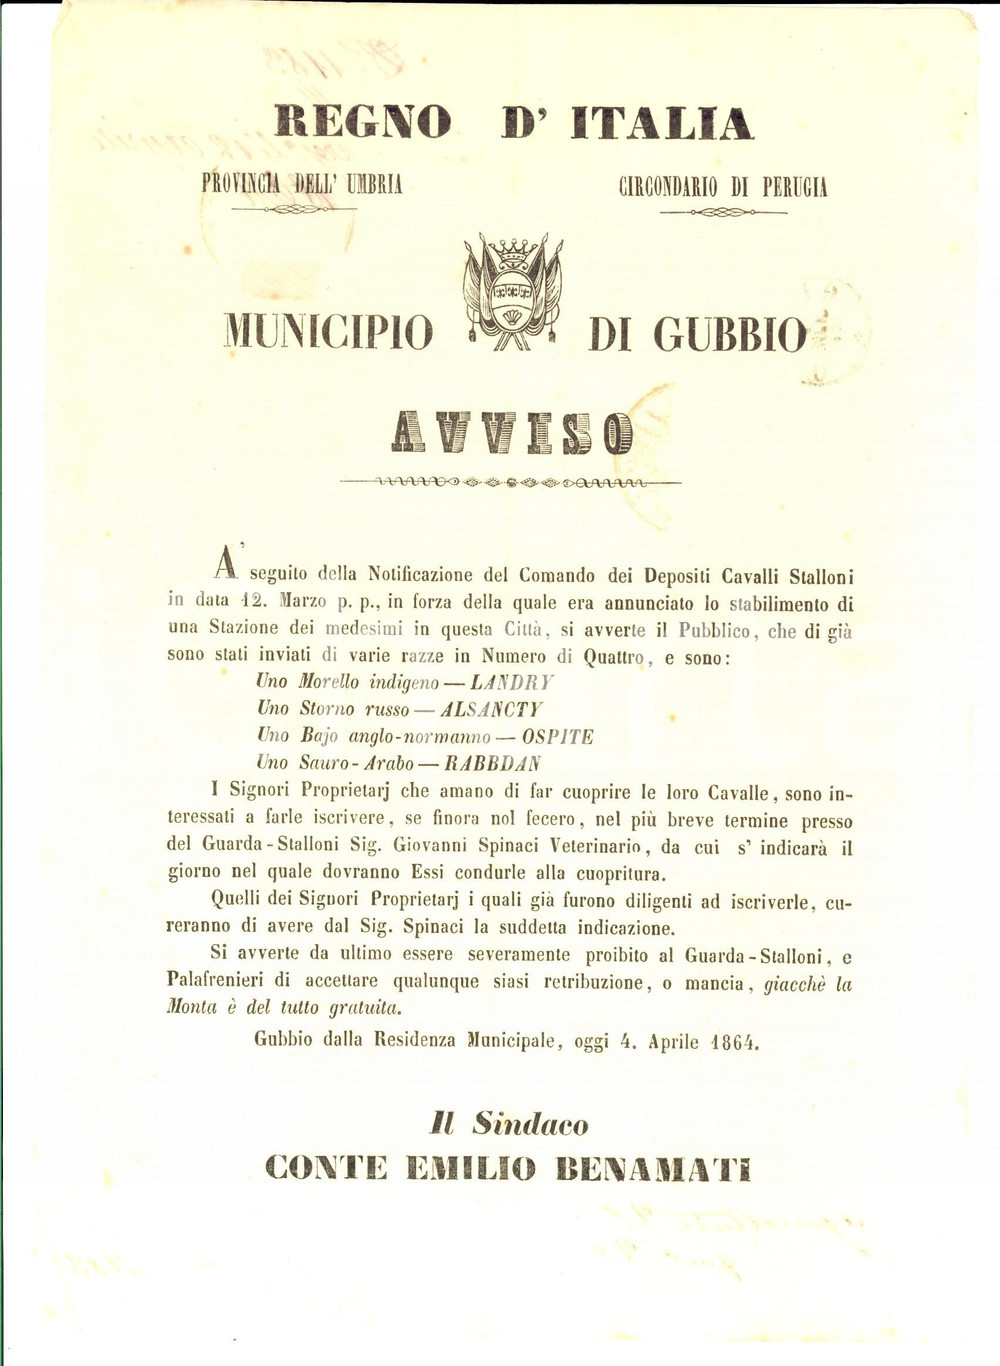 REGNO D' ITALIA
PROVINCIA DELL' UMBRIA
CIRCONDARIO DI PERUGIA
MUNICIPIO DI GUBBIO
AVVISO
A' seguito della Notificazione del Comando dei Depositi Cavalli Stalloni
in data 12. Marzo p. p., in forza della quale era annunciato lo stabilimento di
una Stazione dei medesimi in questa Città, si avverte il Pubblico, che di già
sono stati inviati di varie razze in Numero di Quattro, e sono:
Uno Morello indigeno — LANDRY
Uno Storno russo — ALSANCTY
Uno Bajo anglo-normanno — OSPITE
Uno Sauro-Arabo — RABBDAN
I Signori Proprietarj che amano di far cuoprire le loro Cavalle, sono in-
teressati a farle iscrivere, se finora nol fecero, nel più breve termine presso
del Guarda-Stalloni Sig. Giovanni Spinaci Veterinario, da cui s' indicarà il
giorno nel quale dovranno Essi condurle alla cuopritura.
Quelli dei Signori Proprietarj i quali già furono diligenti ad iscriverle, cu-
reranno di avere dal Sig. Spinaci la suddetta indicazione.
Si avverte da ultimo essere severamente proibito al Guarda-Stalloni, e
Palafrenieri di accettare qualunque siasi retribuzione, o mancia, giacchè la
Monta è del tutto gratuita.
Gubbio dalla Residenza Municipale, oggi 4. Aprile 1864.
Il Sindaco
CONTE EMILIO BENAMATI